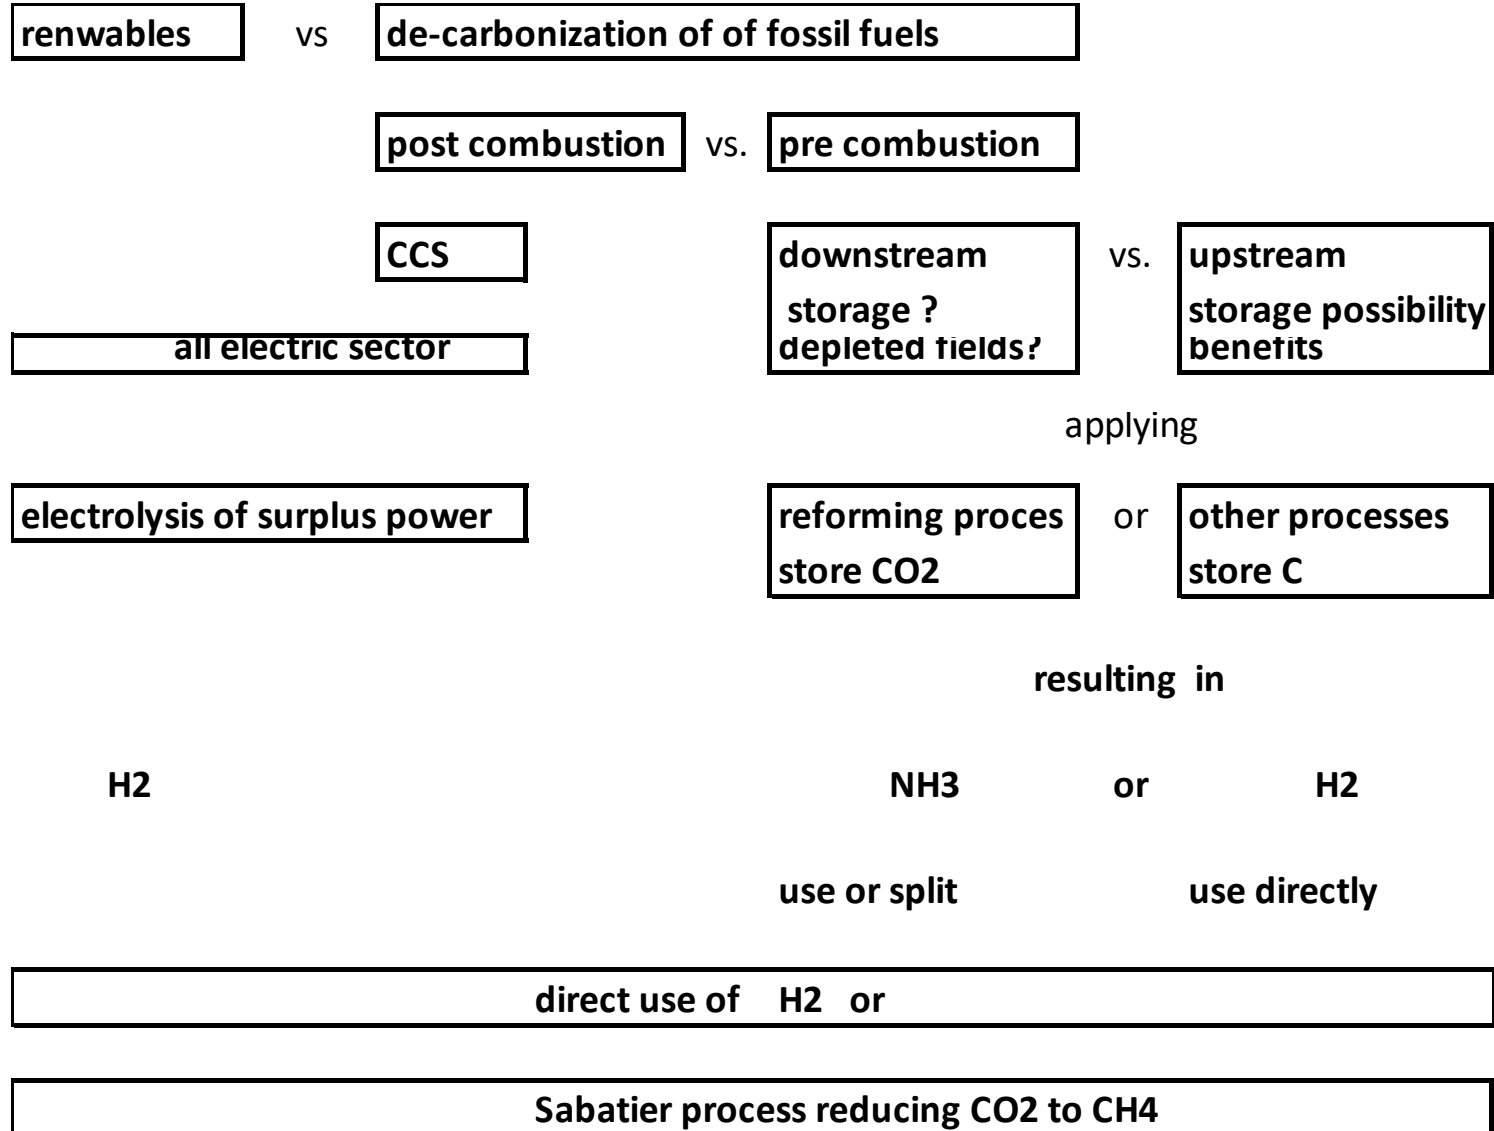 renwables vs de-carbonization of of fossil fuels
post combustion vs. pre combustion
CCS downstream vs. upstream
storage ? storage possibility
all electric sector depleted fields? benefits
applying
electrolysis of surplus power reforming proces or other processes
store CO2 store C
resulting in
H2 NH3 or H2
use or split use directly
direct use of H2 or
Sabatier process reducing CO2 to CH4